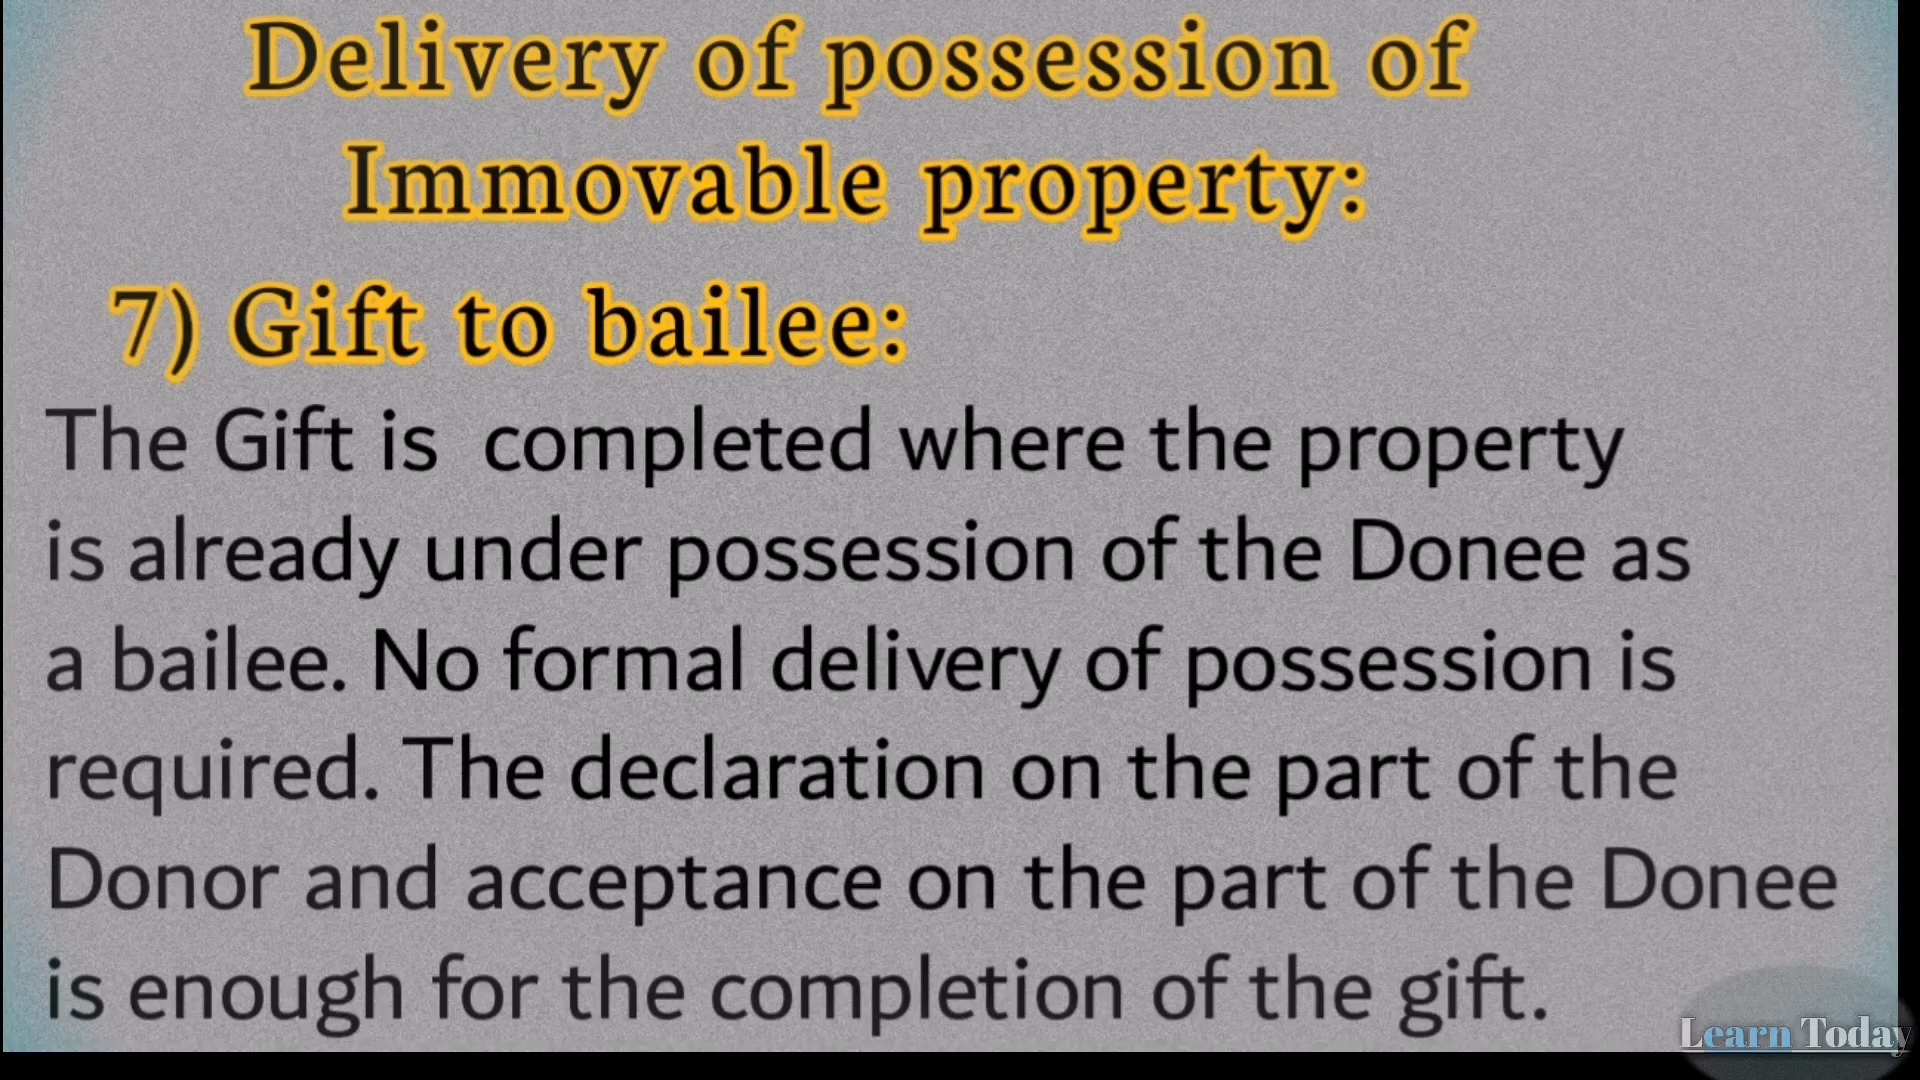 Delivery of possession of
Immovable property:
7) Gift to bailee:
The Gift is completed where the property
is already under possession of the Donee as
a bailee. No formal delivery of possession is
required. The declaration on the part of the
Donor and acceptance on the part of the Donee
is enough for the completion of the gift.
Learn Today